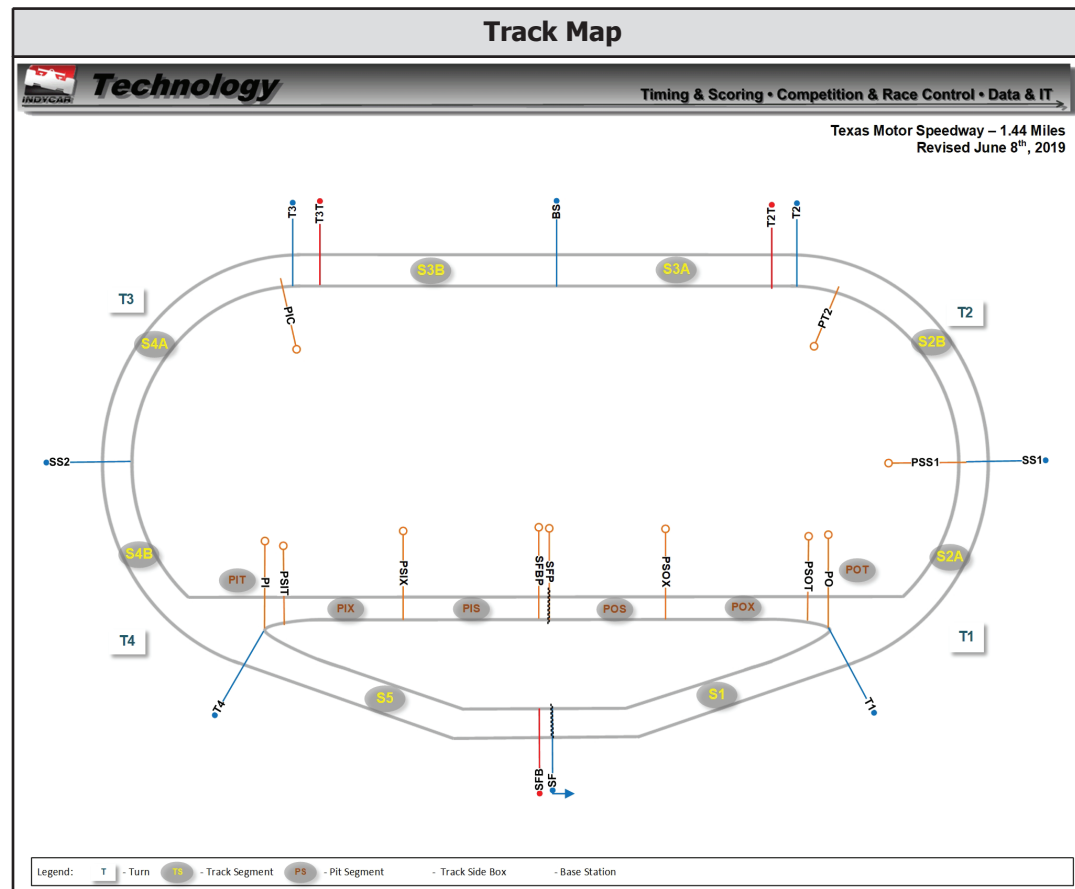 Track Map
INDYCAR
Technology
Timing & Scoring • Competition & Race Control • Data & IT
Texas Motor Speedway – 1.44 Miles
Revised June 8th, 2019
T3
T3T
BS
T2T
T2
S3B
S3A
T3
PIC
PT2
T2
S4A
S2B
SS2
PSS1
SS1
S4B
S2A
PIT
PI
PSIT
PSIX
SFBP
SFP
PSOX
PSOT
PO
POT
PIX
PIS
POS
POX
T4
T1
S5
S1
T4
T1
SFB
SF
Legend: T - Turn TS - Track Segment PS - Pit Segment - Track Side Box - Base Station